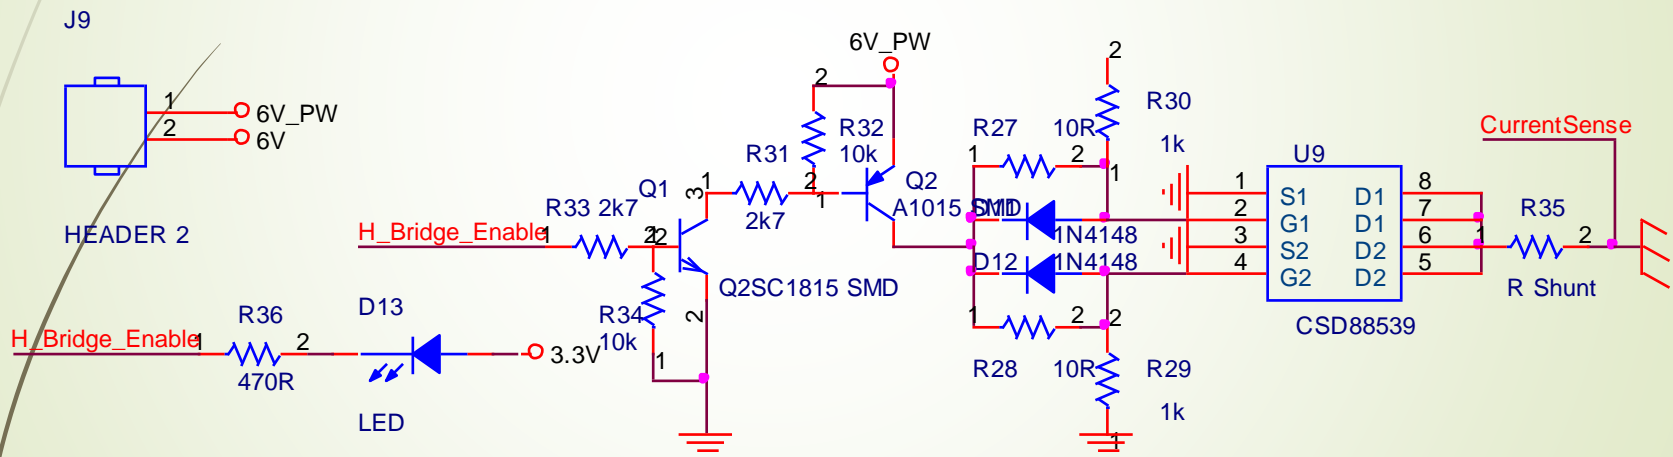 J9
1
6V_PW
2
6V
HEADER 2
H_Bridge_Enable
1
R33 2k7
2
2
Q1
3
1
R31
2k7
2
1
2
R32
10k
6V_PW
Q2
A1015 SMD
Q2SC1815 SMD
2
R34
10k
1
H_Bridge_Enable
1
R36
2
470R
D13
LED
3.3V
R27
10R
1
2
1N4148
D12
1N4148
1
2
R28
10R
2
R30
1k
1
2
R29
1k
1
U9
1
S1
D1
8
2
G1
D1
7
3
S2
D2
6
4
G2
D2
5
CSD88539
CurrentSense
R35
1
2
R Shunt